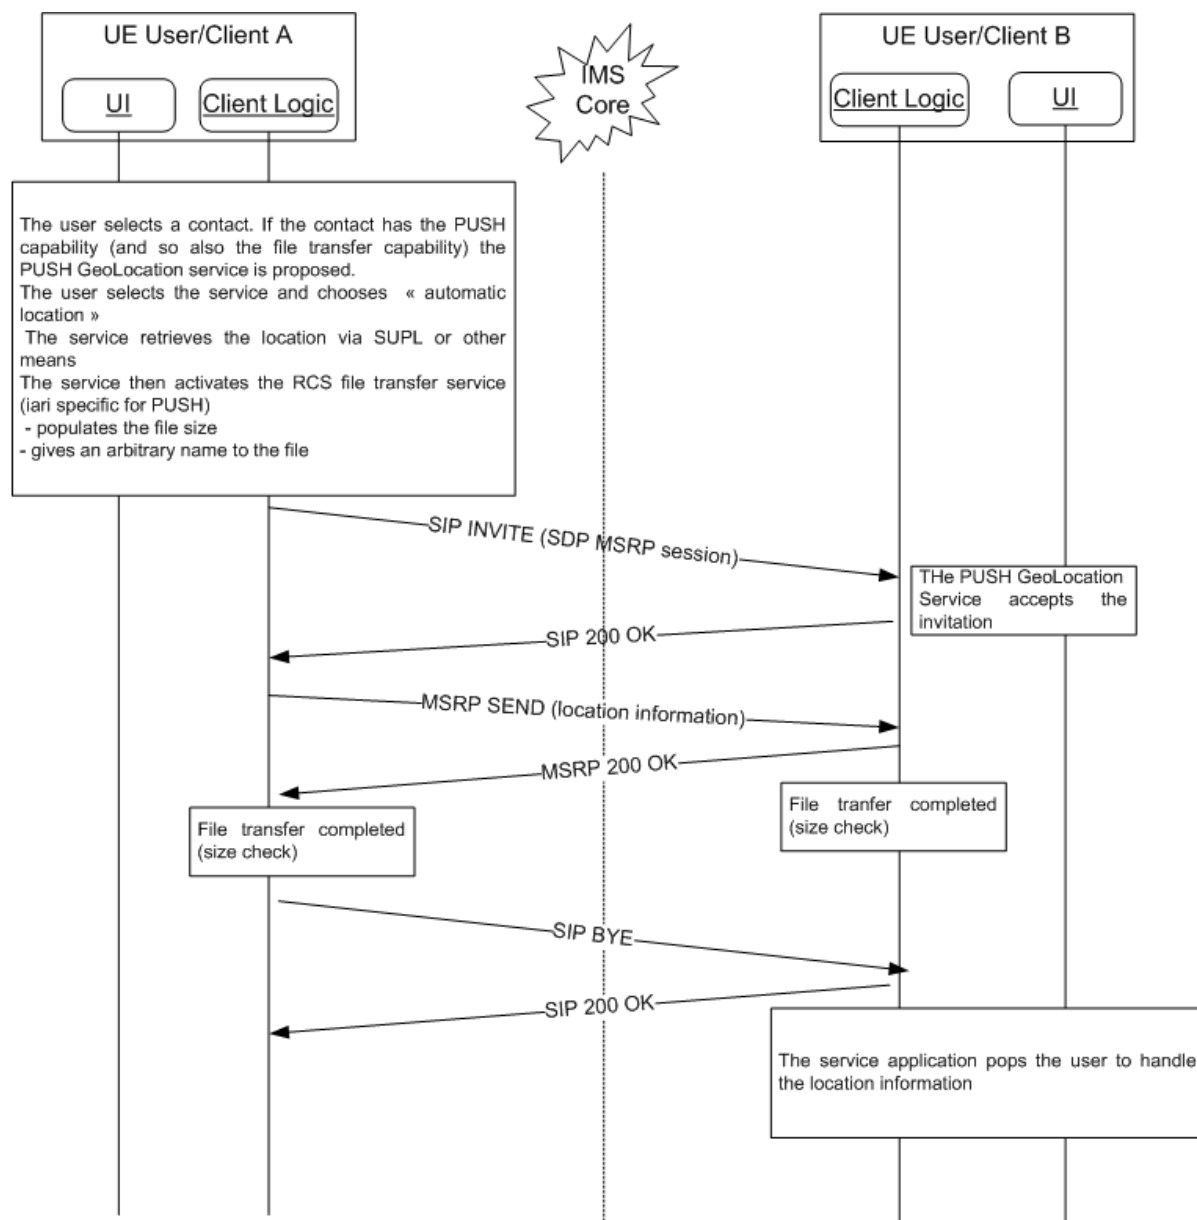 UE User/Client A
UI
Client Logic
IMS
Core
UE User/Client B
Client Logic
UI
The user selects a contact. If the contact has the PUSH
capability (and so also the file transfer capability) the
PUSH GeoLocation service is proposed.
The user selects the service and chooses « automatic
location »
The service retrieves the location via SUPL or other
means
The service then activates the RCS file transfer service
(iari specific for PUSH)
- populates the file size
- gives an arbitrary name to the file
SIP INVITE (SDP MSRP session)
THe PUSH GeoLocation
Service accepts the
invitation
SIP 200 OK
MSRP SEND (location information)
MSRP 200 OK
File transfer completed
(size check)
File tranfer completed
(size check)
SIP BYE
SIP 200 OK
The service application pops the user to handle
the location information